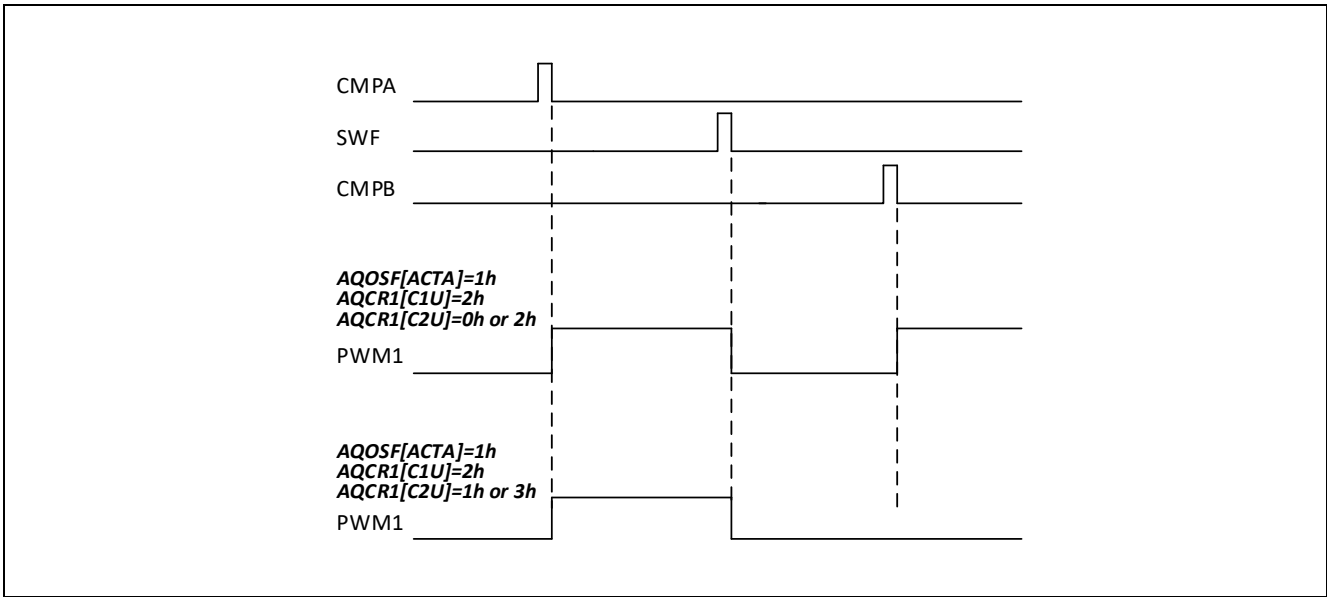 CMPA
SWF
CMPB
AQOSF[ACTA]=1h
AQCR1[C1U]=2h
AQCR1[C2U]=0h or 2h
PWM1
AQOSF[ACTA]=1h
AQCR1[C1U]=2h
AQCR1[C2U]=1h or 3h
PWM1